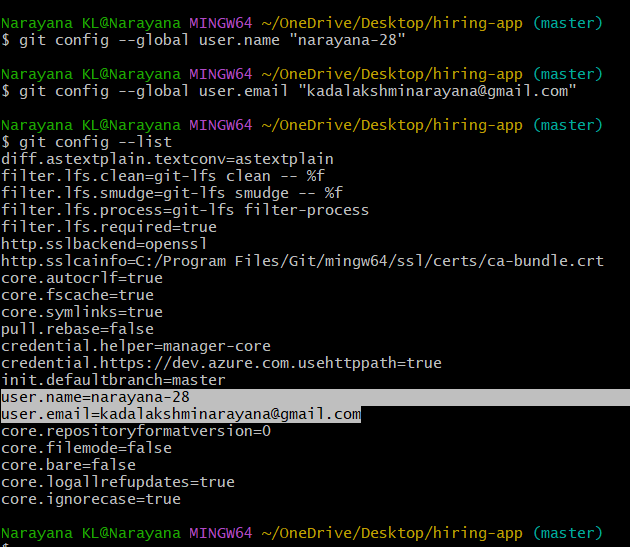 Narayana KL@Narayana MINGW64 ~/OneDrive/Desktop/hiring-app (master)
$ git config --global user.name "narayana-28"
Narayana KL@Narayana MINGW64 ~/OneDrive/Desktop/hiring-app (master)
$ git config --global user.email "kadalakshminarayana@gmail.com"
Narayana KL@Narayana MINGW64 ~/OneDrive/Desktop/hiring-app (master)
$ git config --list
diff.astextplain.textconv=astextplain
filter.lfs.clean=git-lfs clean -- %f
filter.lfs.smudge=git-lfs smudge -- %f
filter.lfs.process=git-lfs filter-process
filter.lfs.required=true
http.sslbackend=openssl
http.sslcainfo=C:/Program Files/Git/mingw64/ssl/certs/ca-bundle.crt
core.autocrlf=true
core.fscache=true
core.symlinks=true
pull.rebase=false
credential.helper=manager-core
credential.https://dev.azure.com.usehttppath=true
init.defaultbranch=master
user.name=narayana-28
user.email=kadalakshminarayana@gmail.com
core.repositoryformatversion=0
core.filemode=false
core.bare=false
core.logallrefupdates=true
core.ignorecase=true
Narayana KL@Narayana MINGW64 ~/OneDrive/Desktop/hiring-app (master)
$